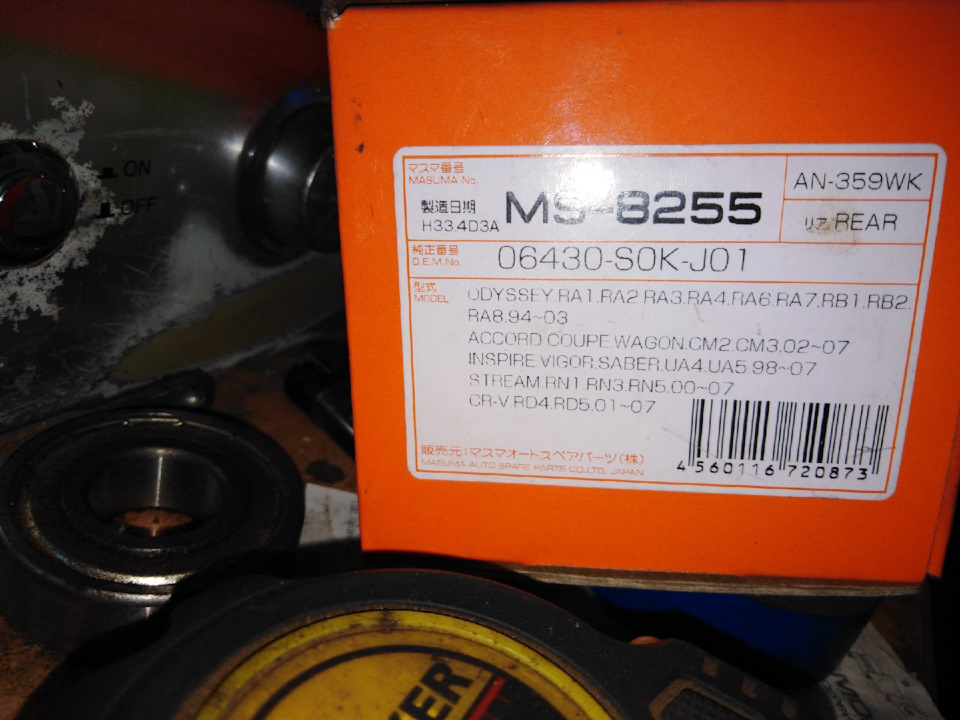 ON
OFF
マスマ番号
MASUMA No.
製造日期
H33.4D3A
MS-8255
AN-359WK
リア REAR
純正番号
O.E.M.No.
06430-S0K-J01
型式
MODEL
ODYSSEY.RA1.RA2.RA3.RA4.RA6.RA7.RB1.RB2.
RA8.94~03
ACCORD.COUPE.WAGON.CM2.CM3.02~07
INSPIRE.VIGOR.SABER.UA4.UA5.98~07
STREAM.RN1.RN3.RN5.00~07
CR-V.RD4.RD5.01~07
販売元:マスマオートスペアパーツ(株)
MASUMA AUTO SPARE PARTS CO.LTD. JAPAN
4 560116 720873